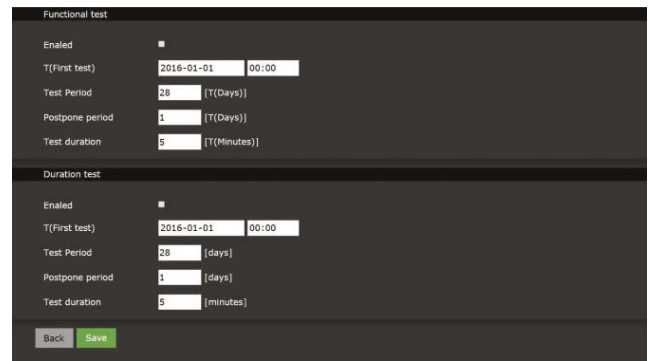 Functional test
Enaled
T(First test) 2016-01-01 00:00
Test Period 28 [T(Days)]
Postpone period 1 [T(Days)]
Test duration 5 [T(Minutes)]
Duration test
Enaled
T(First test) 2016-01-01 00:00
Test Period 28 [days]
Postpone period 1 [days]
Test duration 5 [minutes]
Back Save